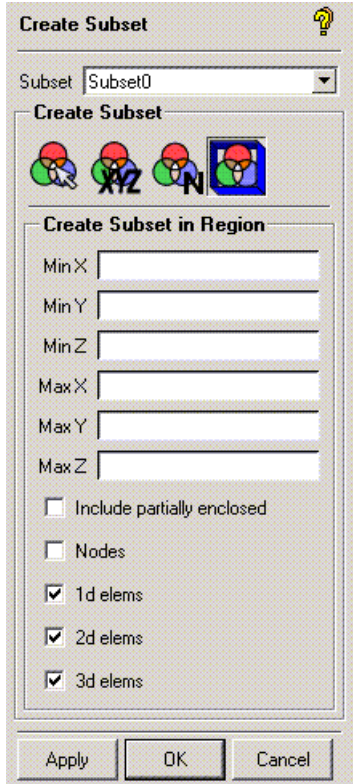 Create Subset
Subset Subset0
Create Subset
XYZ N
Create Subset in Region
Min X
Min Y
Min Z
Max X
Max Y
Max Z
Include partially enclosed
Nodes
1d elems
2d elems
3d elems
Apply OK Cancel